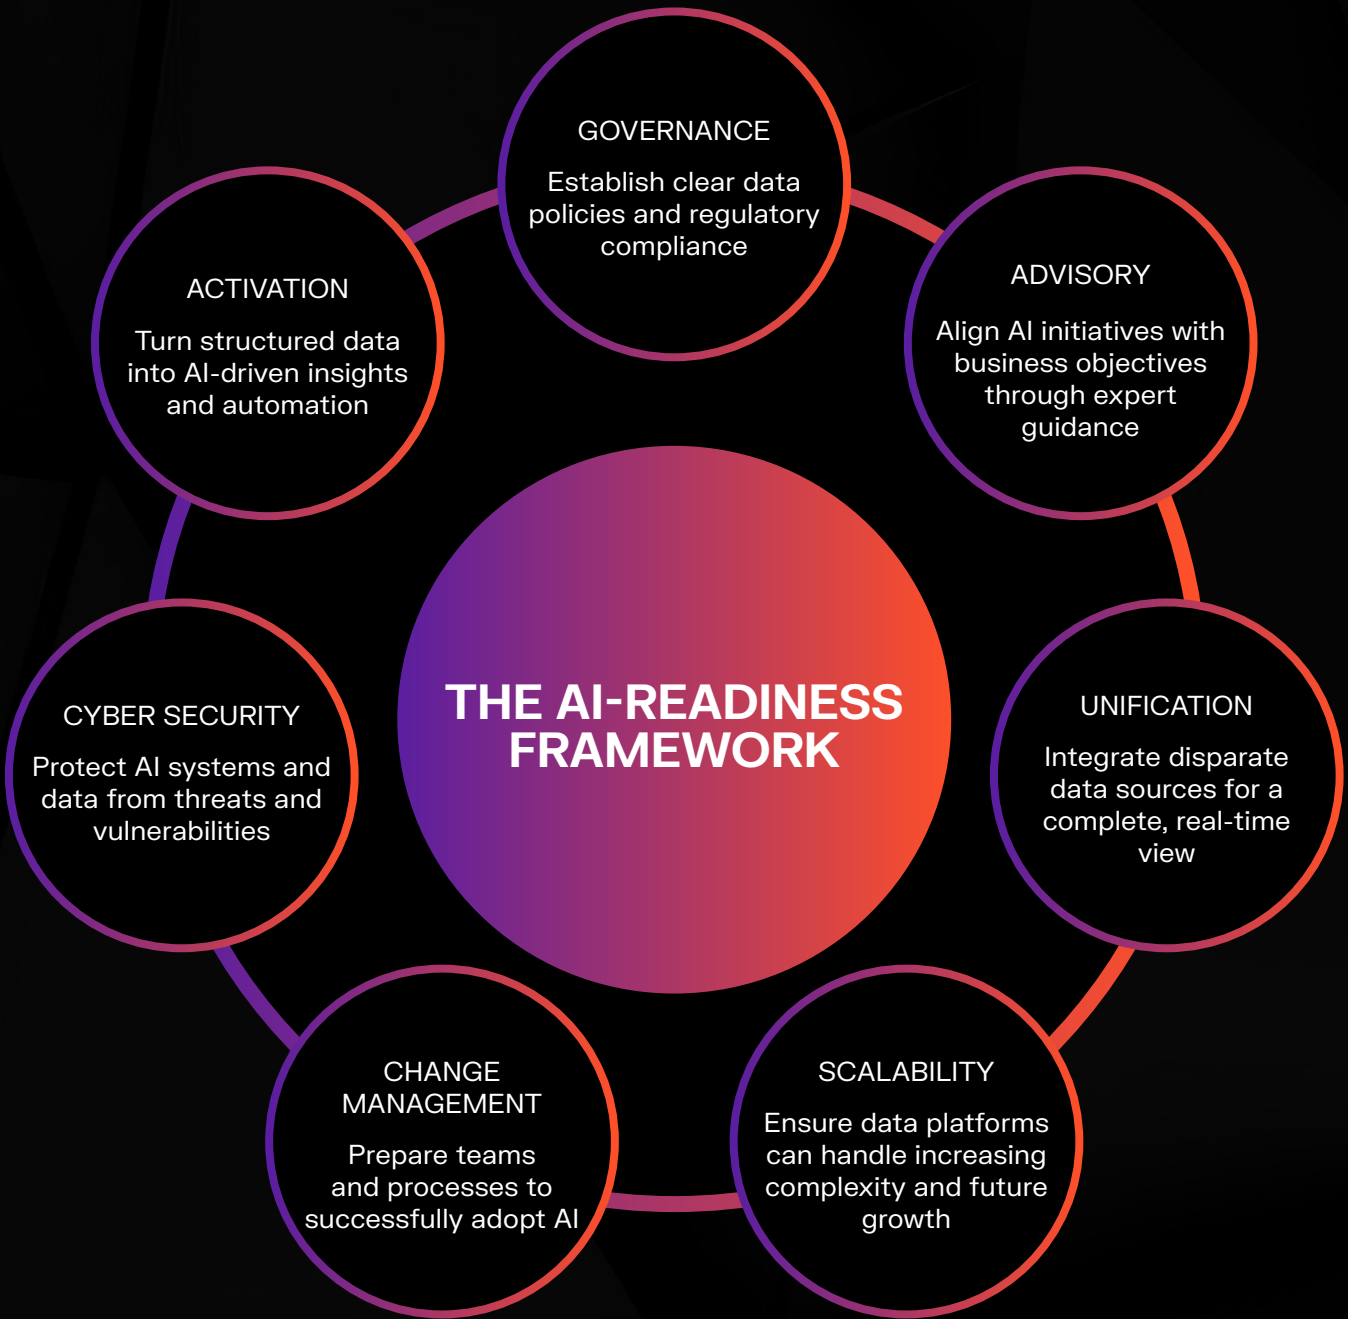 GOVERNANCE
Establish clear data
policies and regulatory
compliance
ADVISORY
Align AI initiatives with
business objectives
through expert
guidance
UNIFICATION
Integrate disparate
data sources for a
complete, real-time
view
SCALABILITY
Ensure data platforms
can handle increasing
complexity and future
growth
CHANGE
MANAGEMENT
Prepare teams
and processes to
successfully adopt AI
CYBER SECURITY
Protect AI systems and
data from threats and
vulnerabilities
ACTIVATION
Turn structured data
into AI-driven insights
and automation
THE AI-READINESS
FRAMEWORK